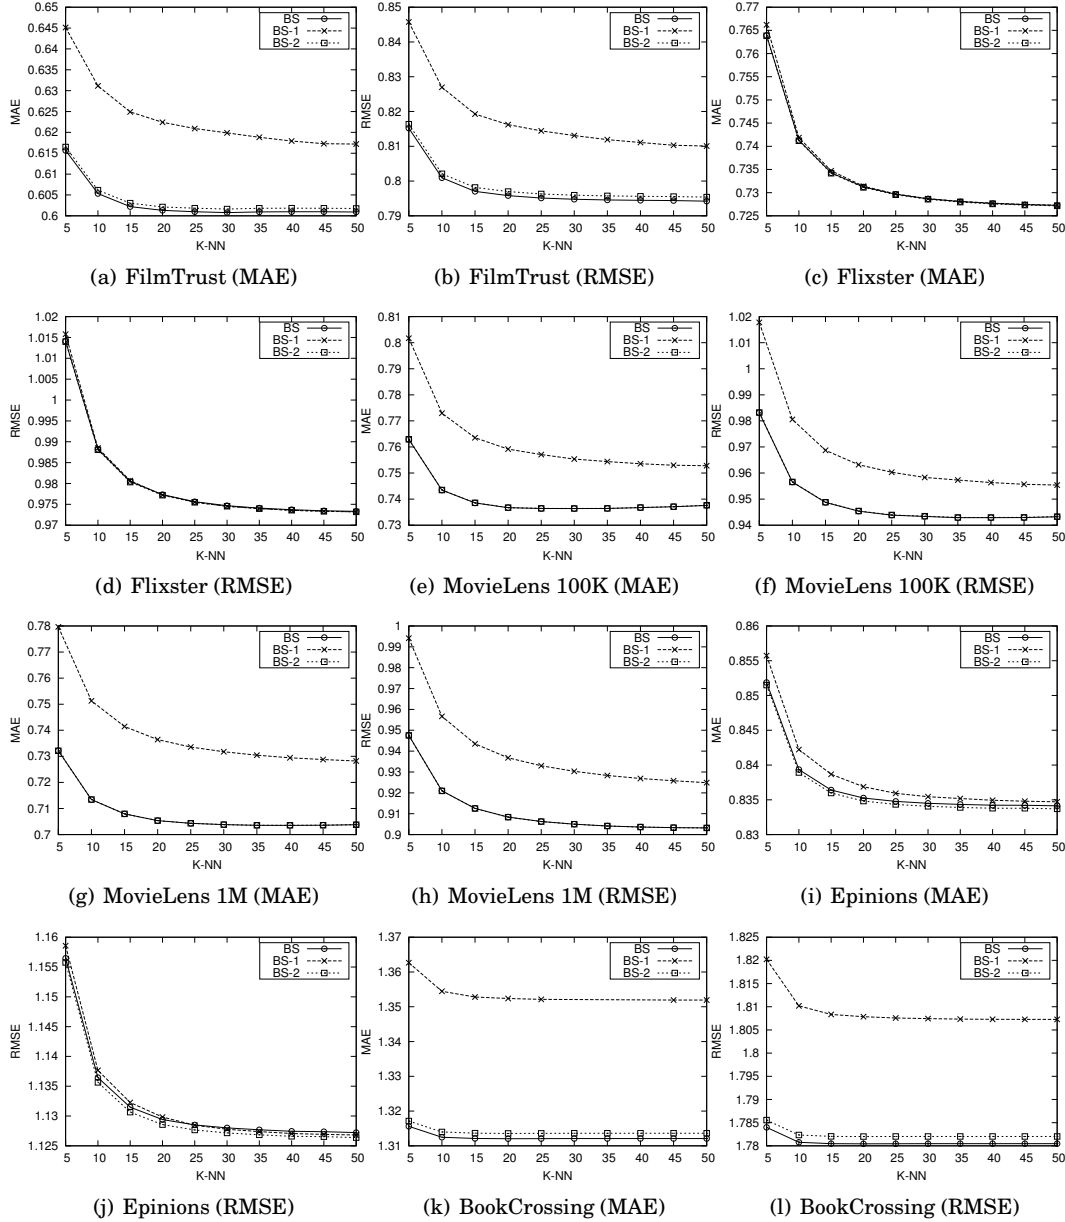 0.65
0.645
0.64
0.635
0.63
0.625
0.62
0.615
0.61
0.605
0.6
MAE
BS
BS-1
BS-2
5 10 15 20 25 30 35 40 45 50
K-NN
(a) FilmTrust (MAE)
0.85
0.84
0.83
0.82
0.81
0.8
0.79
RMSE
BS
BS-1
BS-2
5 10 15 20 25 30 35 40 45 50
K-NN
(b) FilmTrust (RMSE)
0.77
0.765
0.76
0.755
0.75
0.745
0.74
0.735
0.73
0.725
MAE
BS
BS-1
BS-2
5 10 15 20 25 30 35 40 45 50
K-NN
(c) Flixster (MAE)
1.02
1.015
1.01
1.005
1
0.995
0.99
0.985
0.98
0.975
0.97
RMSE
BS
BS-1
BS-2
5 10 15 20 25 30 35 40 45 50
K-NN
(d) Flixster (RMSE)
0.81
0.8
0.79
0.78
0.77
0.76
0.75
0.74
0.73
MAE
BS
BS-1
BS-2
5 10 15 20 25 30 35 40 45 50
K-NN
(e) MovieLens 100K (MAE)
1.02
1.01
1
0.99
0.98
0.97
0.96
0.95
0.94
RMSE
BS
BS-1
BS-2
5 10 15 20 25 30 35 40 45 50
K-NN
(f) MovieLens 100K (RMSE)
0.78
0.77
0.76
0.75
0.74
0.73
0.72
0.71
0.7
MAE
BS
BS-1
BS-2
5 10 15 20 25 30 35 40 45 50
K-NN
(g) MovieLens 1M (MAE)
1
0.99
0.98
0.97
0.96
0.95
0.94
0.93
0.92
0.91
0.9
RMSE
BS
BS-1
BS-2
5 10 15 20 25 30 35 40 45 50
K-NN
(h) MovieLens 1M (RMSE)
0.86
0.855
0.85
0.845
0.84
0.835
0.83
MAE
BS
BS-1
BS-2
5 10 15 20 25 30 35 40 45 50
K-NN
(i) Epinions (MAE)
1.16
1.155
1.15
1.145
1.14
1.135
1.13
1.125
RMSE
BS
BS-1
BS-2
5 10 15 20 25 30 35 40 45 50
K-NN
(j) Epinions (RMSE)
1.37
1.36
1.35
1.34
1.33
1.32
1.31
MAE
BS
BS-1
BS-2
5 10 15 20 25 30 35 40 45 50
K-NN
(k) BookCrossing (MAE)
1.825
1.82
1.815
1.81
1.805
1.8
1.795
1.79
1.785
1.78
RMSE
BS
BS-1
BS-2
5 10 15 20 25 30 35 40 45 50
K-NN
(l) BookCrossing (RMSE)